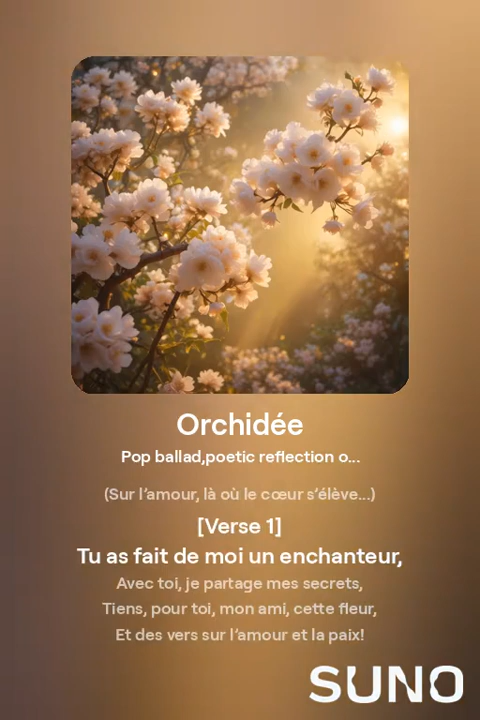 Orchidée
Pop ballad,poetic reflection o...
(Sur l’amour, là où le cœur s’élève...)
[Verse 1]
Tu as fait de moi un enchanteur,
Avec toi, je partage mes secrets,
Tiens, pour toi, mon ami, cette fleur,
Et des vers sur l’amour et la paix!
SUNO